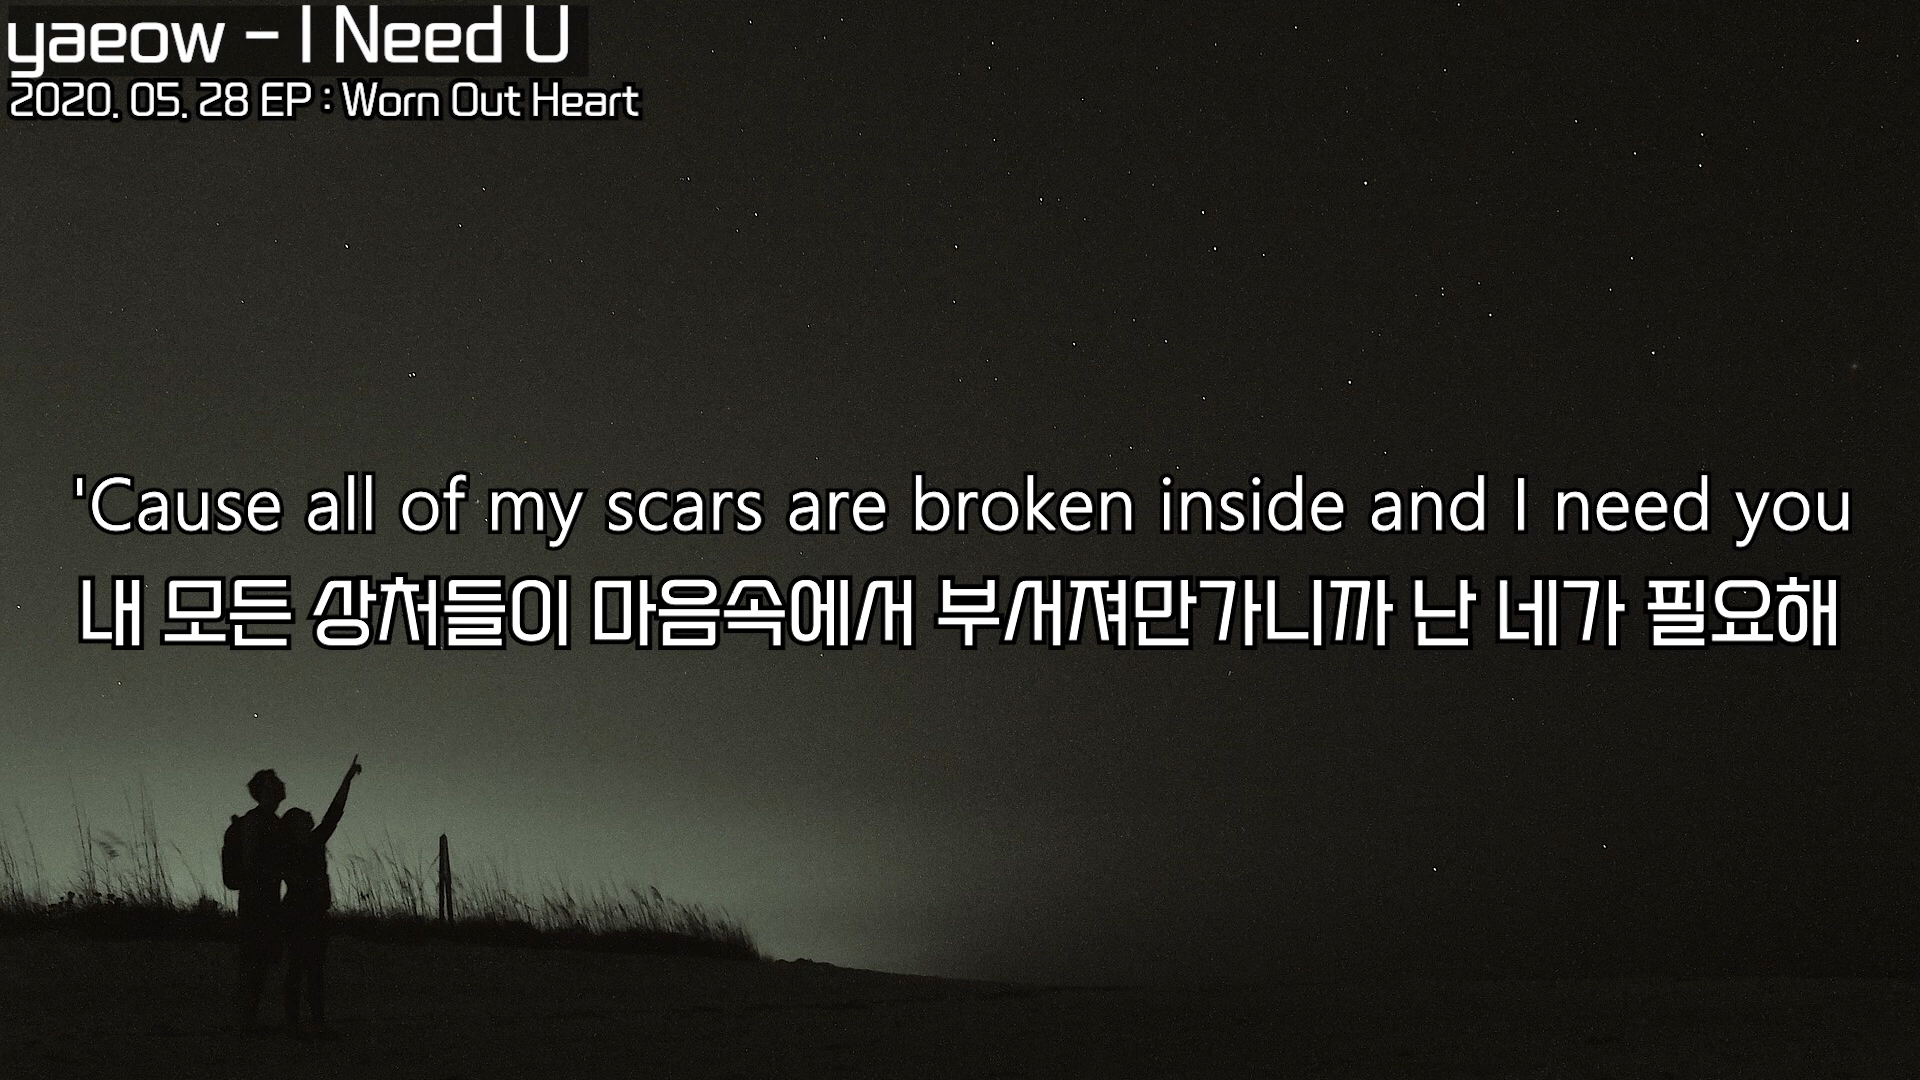 yaeow - I Need U
2020. 05. 28 EP : Worn Out Heart
'Cause all of my scars are broken inside and I need you
내 모든 상처들이 마음속에서 부서져만가니까 난 네가 필요해